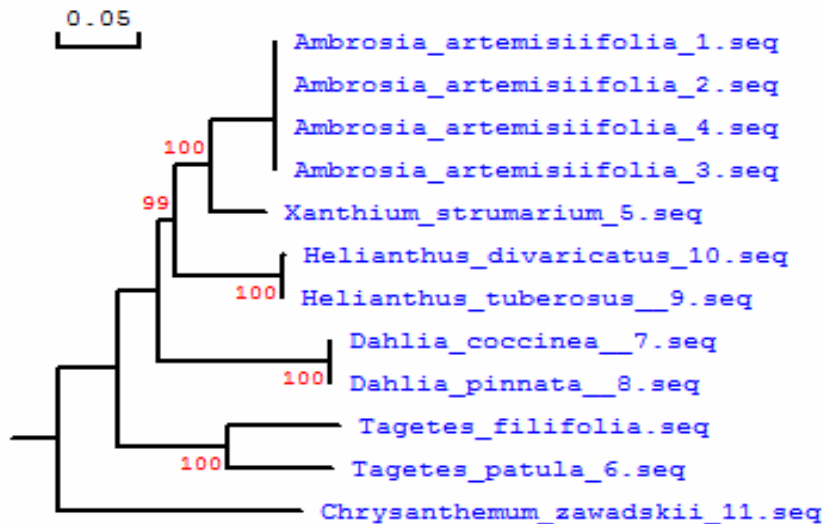 0.05
Ambrosia_artemisiifolia_1.seq
Ambrosia_artemisiifolia_2.seq
Ambrosia_artemisiifolia_4.seq
100
Ambrosia_artemisiifolia_3.seq
99
Xanthium_strumarium_5.seq
Helianthus_divaricatus_10.seq
100
Helianthus_tuberosus__9.seq
Dahlia_coccinea__7.seq
100
Dahlia_pinnata__8.seq
Tagetes_filifolia.seq
100
Tagetes_patula_6.seq
Chrysanthemum_zawadskii_11.seq